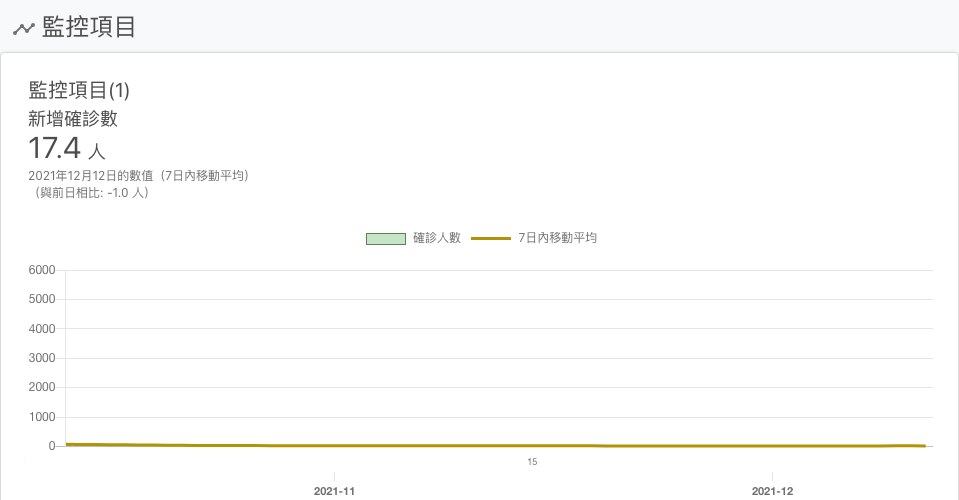 監控項目
監控項目(1)
新增確診數
17.4 人
2021年12月12日的數值（7日內移動平均）
（與前日相比: -1.0 人）
確診人數 7日內移動平均
6000
5000
4000
3000
2000
1000
0
15
2021-11 2021-12